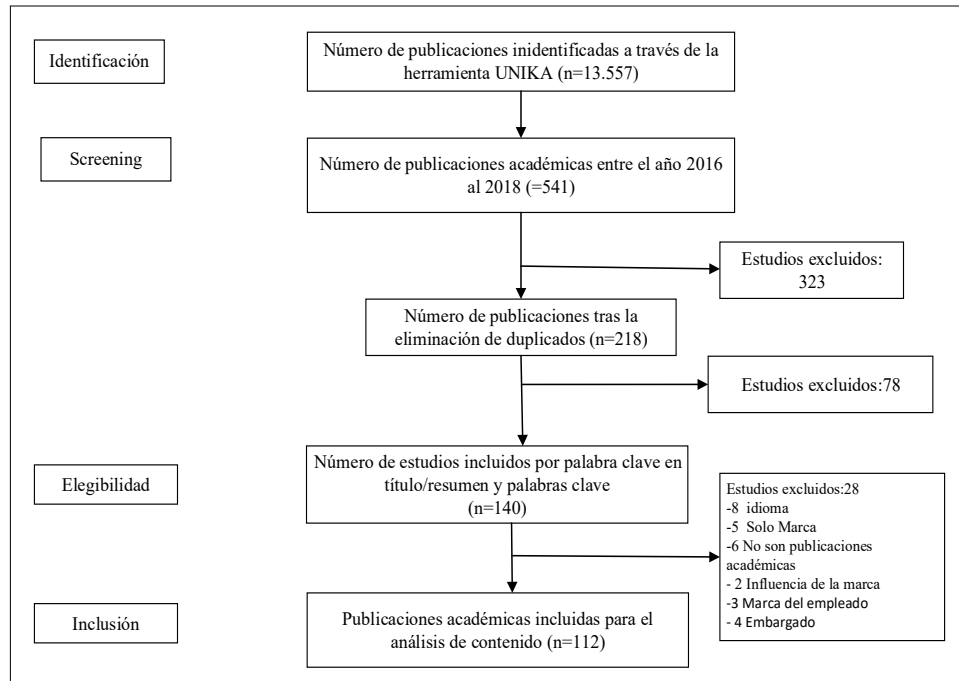 Identificación
Número de publicaciones inidentificadas a través de la
herramienta UNIKA (n=13.557)
Screening
Número de publicaciones académicas entre el año 2016
al 2018 (=541)
Estudios excluidos:
323
Número de publicaciones tras la
eliminación de duplicados (n=218)
Estudios excluidos:78
Elegibilidad
Número de estudios incluidos por palabra clave en
título/resumen y palabras clave
(n=140)
Estudios excluidos:28
-8 idioma
-5 Solo Marca
-6 No son publicaciones
académicas
- 2 Influencia de la marca
-3 Marca del empleado
- 4 Embargado
Inclusión
Publicaciones académicas incluidas para el
análisis de contenido (n=112)